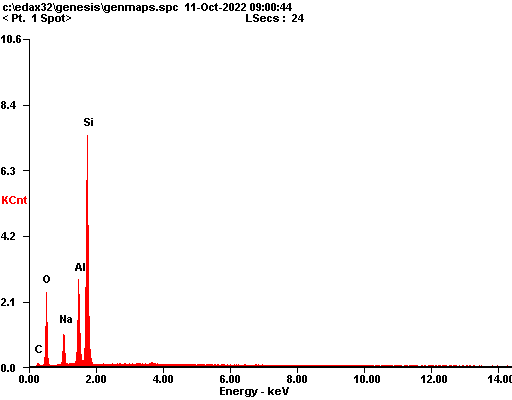 c:\edax32\genesis\genmaps.spc 11-Oct-2022 09:00:44
< Pt. 1 Spot> LSecs : 24
10.6
8.4
Si
6.3
KCnt
4.2
Al
O
2.1
Na
C
0.0
0.00 2.00 4.00 6.00 8.00 10.00 12.00 14.00
Energy - keV